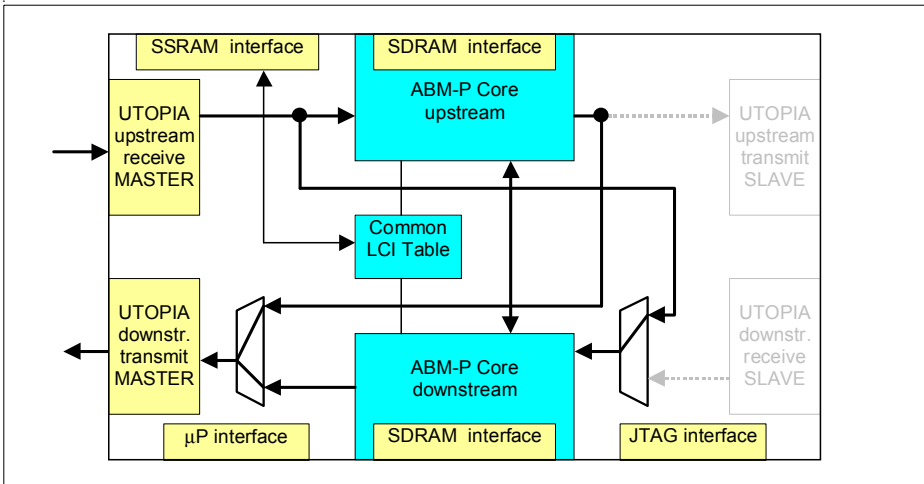 SSRAM interface
SDRAM interface
ABM-P Core
upstream
UTOPIA
upstream
receive
MASTER
UTOPIA
upstream
transmit
SLAVE
Common
LCI Table
UTOPIA
downstr.
transmit
MASTER
ABM-P Core
downstream
UTOPIA
downstr.
receive
SLAVE
µP interface
SDRAM interface
JTAG interface